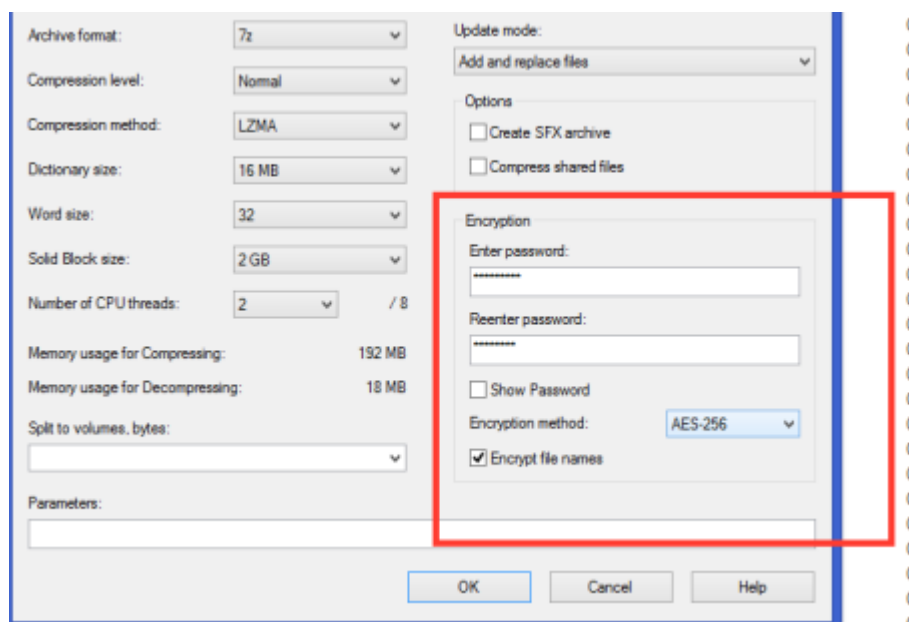 Archive format: 7z
Compression level: Normal
Compression method: LZMA
Dictionary size: 16 MB
Word size: 32
Solid Block size: 2 GB
Number of CPU threads: 2 / 8
Memory usage for Compressing: 192 MB
Memory usage for Decompressing: 18 MB
Split to volumes, bytes:
Parameters:
Update mode:
Add and replace files
Options
Create SFX archive
Compress shared files
Encryption
Enter password:
*********
Reenter password:
********
Show Password
Encryption method: AES-256
Encrypt file names
OK Cancel Help